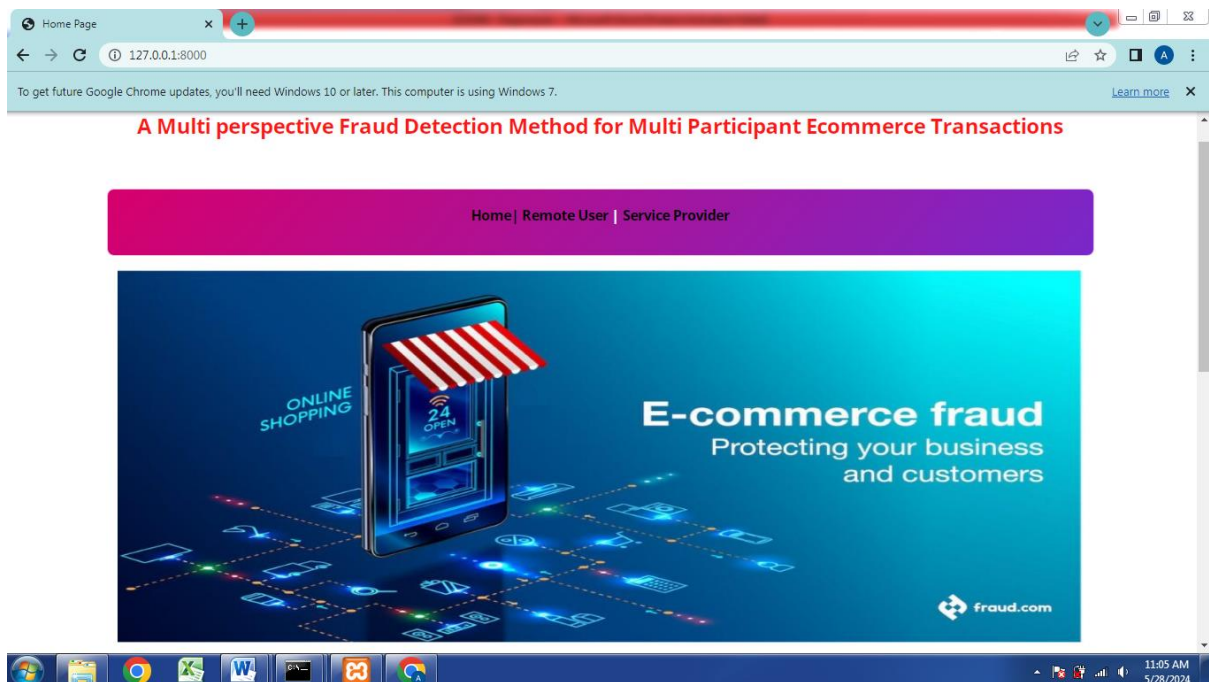 Home Page
127.0.0.1:8000
A
To get future Google Chrome updates, you'll need Windows 10 or later. This computer is using Windows 7.
Learn more
A Multi perspective Fraud Detection Method for Multi Participant Ecommerce Transactions
Home| Remote User | Service Provider
ONLINE
SHOPPING
24
OPEN
E-commerce fraud
Protecting your business
and customers
fraud.com
11:05 AM
5/28/2024